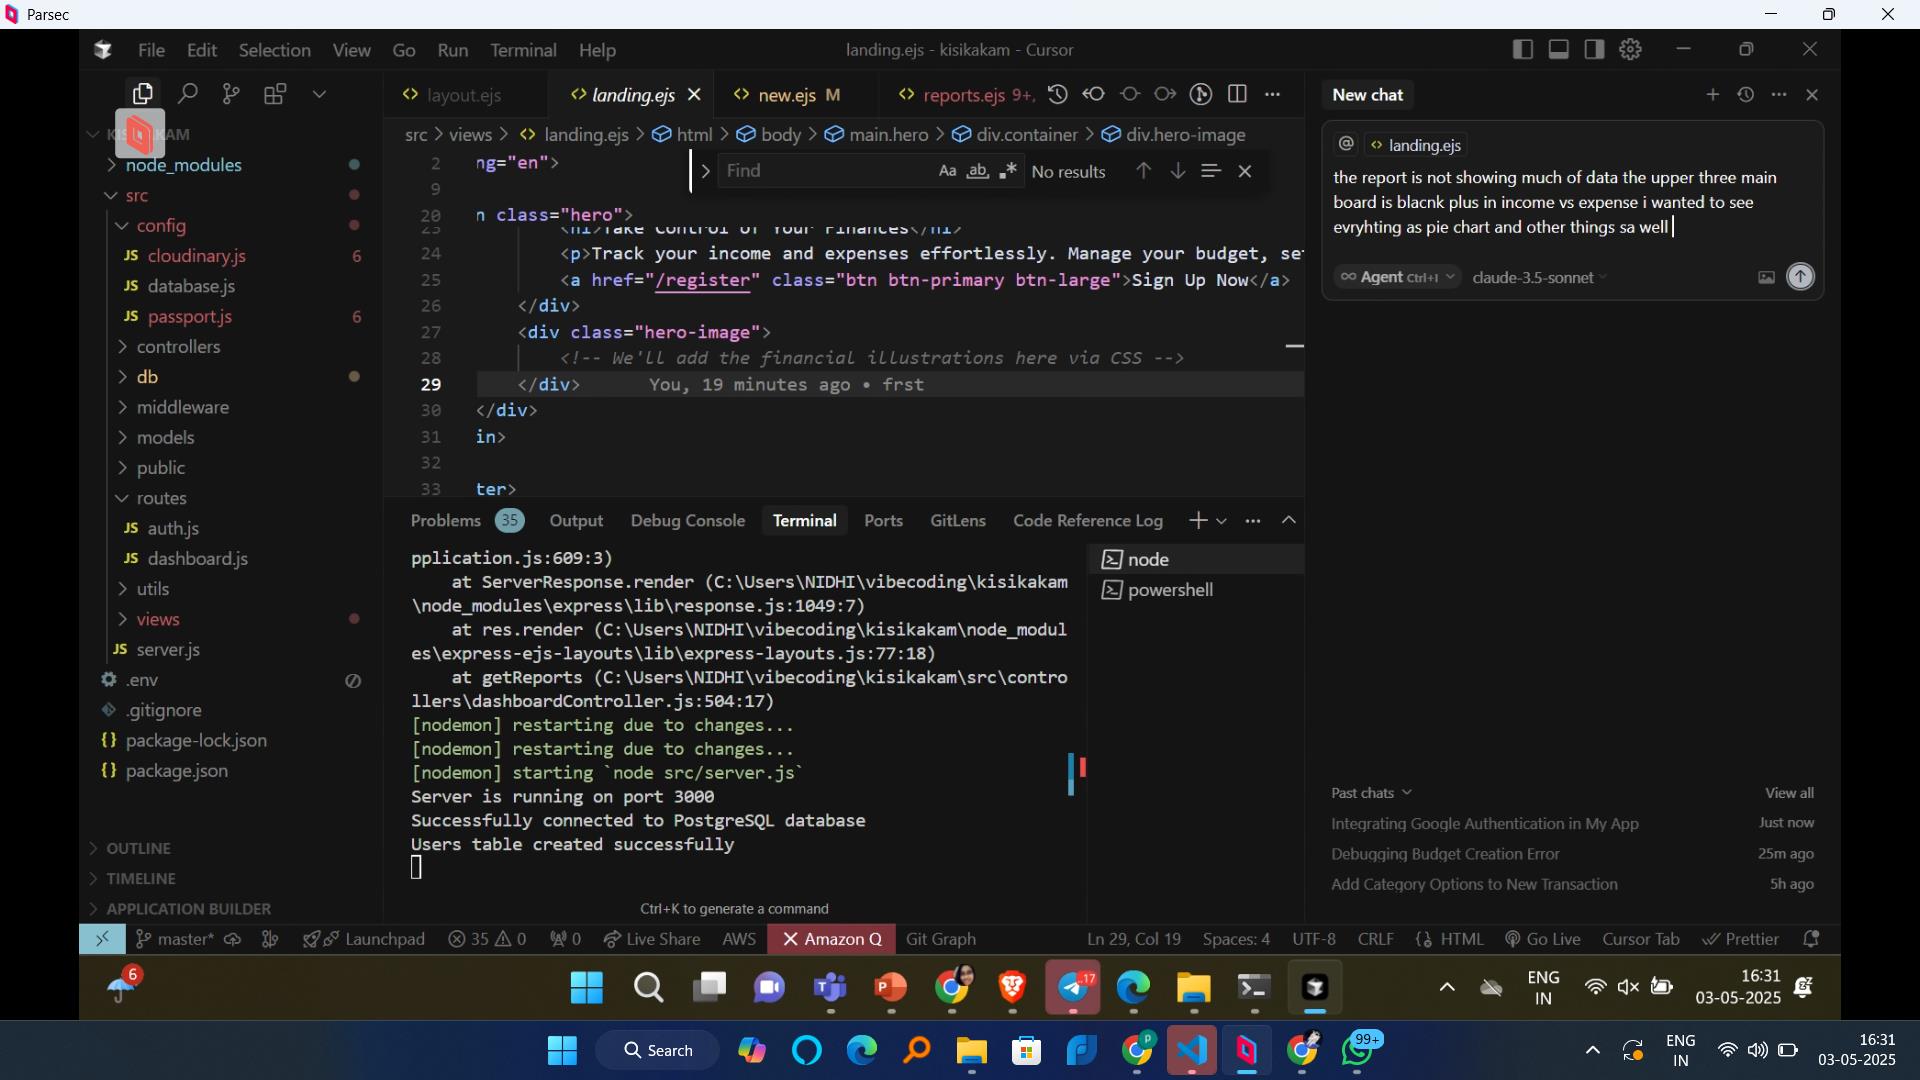 Parsec
File Edit Selection View Go Run Terminal Help
landing.ejs - kisikakam - Cursor
layout.ejs
landing.ejs
new.ejs M
reports.ejs 9+,
src > views > <> landing.ejs > html > body > main.hero > div.container > div.hero-image
node_modules
src
config
JS cloudinary.js 6
JS database.js
JS passport.js 6
controllers
db
middleware
models
public
routes
JS auth.js
JS dashboard.js
utils
views
JS server.js
.env
.gitignore
{} package-lock.json
{} package.json
OUTLINE
TIMELINE
APPLICATION BUILDER
Find
Aa ab .* No results
2 ng="en">
9
20 n class="hero">
23 <h1>Take Control of Your Finances</h1>
24 <p>Track your income and expenses effortlessly. Manage your budget, se
25 <a href="/register" class="btn btn-primary btn-large">Sign Up Now</a>
26 </div>
27 <div class="hero-image">
28 <!-- We'll add the financial illustrations here via CSS -->
29 </div> You, 19 minutes ago • frst
30 </div>
31 in>
32
33 ter>
Problems 35 Output Debug Console Terminal Ports GitLens Code Reference Log
pplication.js:609:3)
at ServerResponse.render (C:\Users\NIDHI\vibecoding\kisikakam
\node_modules\express\lib\response.js:1049:7)
at res.render (C:\Users\NIDHI\vibecoding\kisikakam\node_modul
es\express-ejs-layouts\lib\express-layouts.js:77:18)
at getReports (C:\Users\NIDHI\vibecoding\kisikakam\src\contro
llers\dashboardController.js:504:17)
[nodemon] restarting due to changes...
[nodemon] restarting due to changes...
[nodemon] starting `node src/server.js`
Server is running on port 3000
Successfully connected to PostgreSQL database
Users table created successfully
Ctrl+K to generate a command
node
powershell
New chat
@ <> landing.ejs
the report is not showing much of data the upper three main
board is blacnk plus in income vs expense i wanted to see
evryhting as pie chart and other things sa well
∞ Agent Ctrl+I claude-3.5-sonnet
Past chats View all
Integrating Google Authentication in My App Just now
Debugging Budget Creation Error 25m ago
Add Category Options to New Transaction 5h ago
master* Launchpad 35 0 0 Live Share AWS Amazon Q Git Graph
Ln 29, Col 19 Spaces: 4 UTF-8 CRLF {} HTML Go Live Cursor Tab Prettier
6
17
ENG
IN
16:31
03-05-2025
Search
99+
ENG
IN
16:31
03-05-2025